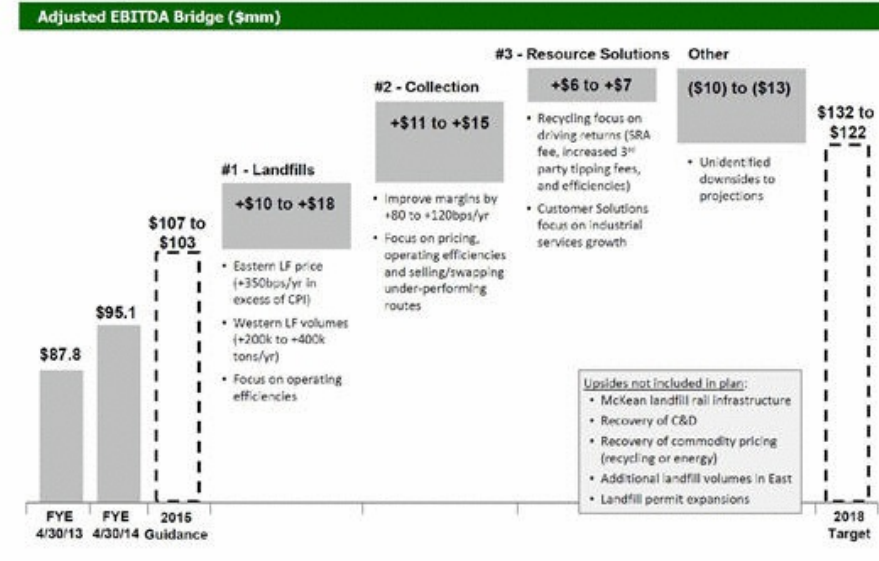 Adjusted EBITDA Bridge ($mm)
#3 - Resource Solutions
Other
+$6 to +$7
($10) to ($13)
#2 - Collection
+$11 to +$15
$132 to
$122
• Recycling focus on
driving returns (SRA
fee, increased 3rd
party tipping fees,
and efficiencies)
• Customer Solutions
focus on industrial
services growth
• Unidentified
downsides to
projections
#1 - Landfills
+$10 to +$18
• Improve margins by
+80 to +120bps/yr
• Focus on pricing,
operating efficiencies
and selling/swapping
under-performing
routes
$107 to
$103
• Eastern LF price
(+350bps/yr in
excess of CPI)
• Western LF volumes
(+200k to +400k
tons/yr)
• Focus on operating
efficiencies
$95.1
$87.8
Upsides not included in plan:
• McKean landfill rail infrastructure
• Recovery of C&D
• Recovery of commodity pricing
(recycling or energy)
• Additional landfill volumes in East
• Landfill permit expansions
FYE
4/30/13
FYE
4/30/14
2015
Guidance
2018
Target